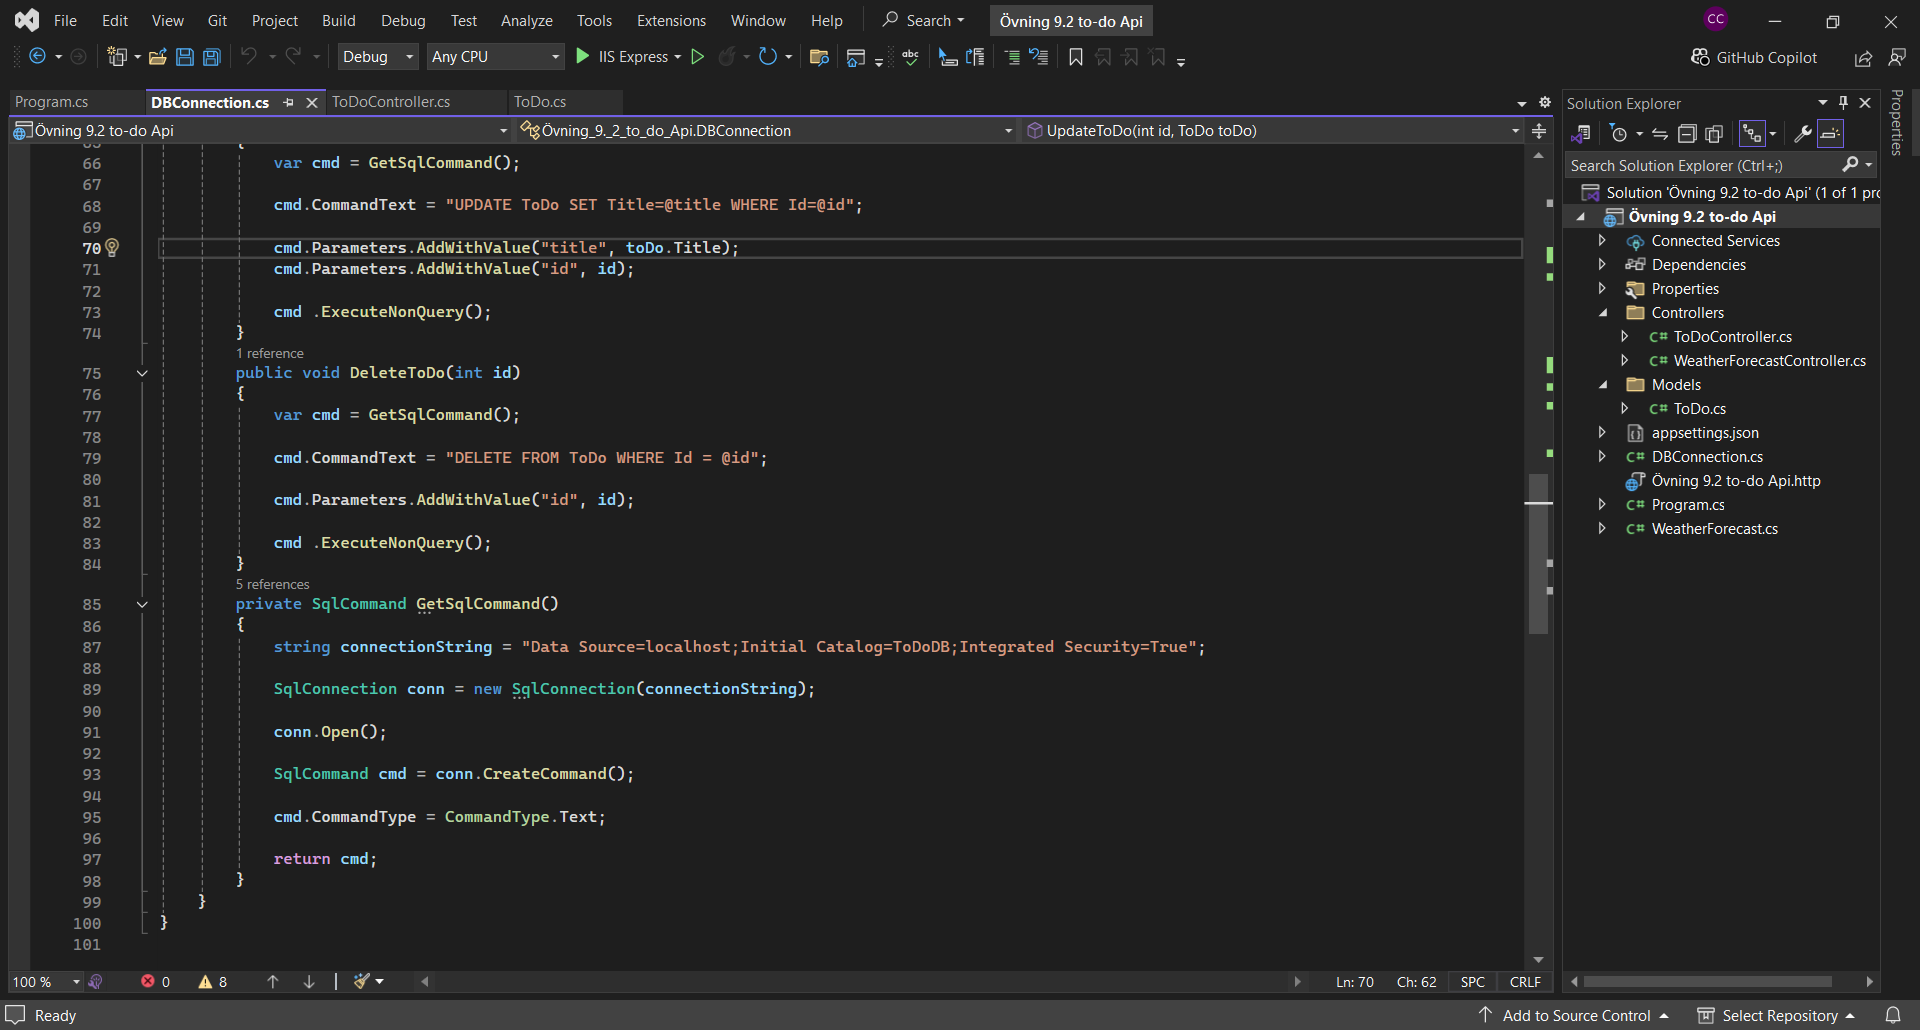 File Edit View Git Project Build Debug Test Analyze Tools Extensions Window Help Search Övning 9.2 to-do Api CC
Debug Any CPU IIS Express abc GitHub Copilot
Program.cs DBConnection.cs ToDoController.cs ToDo.cs
Övning 9.2 to-do Api Övning_9._2_to_do_Api.DBConnection UpdateToDo(int id, ToDo toDo)
66 var cmd = GetSqlCommand();
67
68 cmd.CommandText = "UPDATE ToDo SET Title=@title WHERE Id=@id";
69
70 cmd.Parameters.AddWithValue("title", toDo.Title);
71 cmd.Parameters.AddWithValue("id", id);
72
73 cmd .ExecuteNonQuery();
74 }
1 reference
75 public void DeleteToDo(int id)
76 {
77 var cmd = GetSqlCommand();
78
79 cmd.CommandText = "DELETE FROM ToDo WHERE Id = @id";
80
81 cmd.Parameters.AddWithValue("id", id);
82
83 cmd .ExecuteNonQuery();
84 }
5 references
85 private SqlCommand GetSqlCommand()
86 {
87 string connectionString = "Data Source=localhost;Initial Catalog=ToDoDB;Integrated Security=True";
88
89 SqlConnection conn = new SqlConnection(connectionString);
90
91 conn.Open();
92
93 SqlCommand cmd = conn.CreateCommand();
94
95 cmd.CommandType = CommandType.Text;
96
97 return cmd;
98 }
99 }
100 }
101
100 % 0 8 Ln: 70 Ch: 62 SPC CRLF
Solution Explorer
Search Solution Explorer (Ctrl+;)
Solution 'Övning 9.2 to-do Api' (1 of 1 pro
Övning 9.2 to-do Api
Connected Services
Dependencies
Properties
Controllers
C# ToDoController.cs
C# WeatherForecastController.cs
Models
C# ToDo.cs
appsettings.json
C# DBConnection.cs
Övning 9.2 to-do Api.http
C# Program.cs
C# WeatherForecast.cs
Properties
Ready Add to Source Control Select Repository